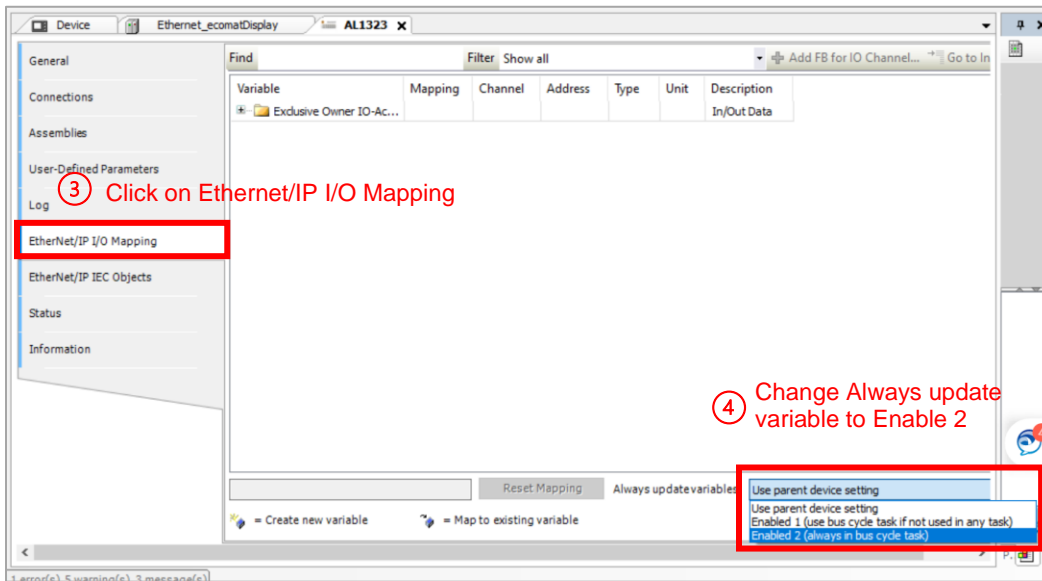 Device Ethernet_ecomatDisplay AL1323 X
General
Connections
Assemblies
User-Defined Parameters
Log
EtherNet/IP I/O Mapping
EtherNet/IP IEC Objects
Status
Information
Find Filter Show all Add FB for IO Channel... Go to In
Variable Mapping Channel Address Type Unit Description
Exclusive Owner IO-Ac... In/Out Data
3 Click on Ethernet/IP I/O Mapping
4 Change Always update
variable to Enable 2
Reset Mapping Always update variables Use parent device setting
Use parent device setting
Enabled 1 (use bus cycle task if not used in any task)
Enabled 2 (always in bus cycle task)
= Create new variable = Map to existing variable
P.
1 error(s), 5 warning(s), 3 message(s)